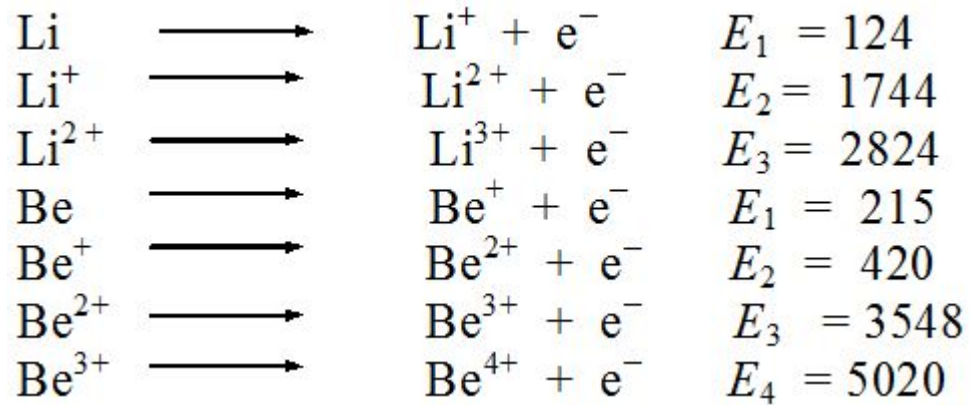 Li ⟶ Li⁺ + e⁻ E₁ = 124
Li⁺ ⟶ Li²⁺ + e⁻ E₂ = 1744
Li²⁺ ⟶ Li³⁺ + e⁻ E₃ = 2824
Be ⟶ Be⁺ + e⁻ E₁ = 215
Be⁺ ⟶ Be²⁺ + e⁻ E₂ = 420
Be²⁺ ⟶ Be³⁺ + e⁻ E₃ = 3548
Be³⁺ ⟶ Be⁴⁺ + e⁻ E₄ = 5020